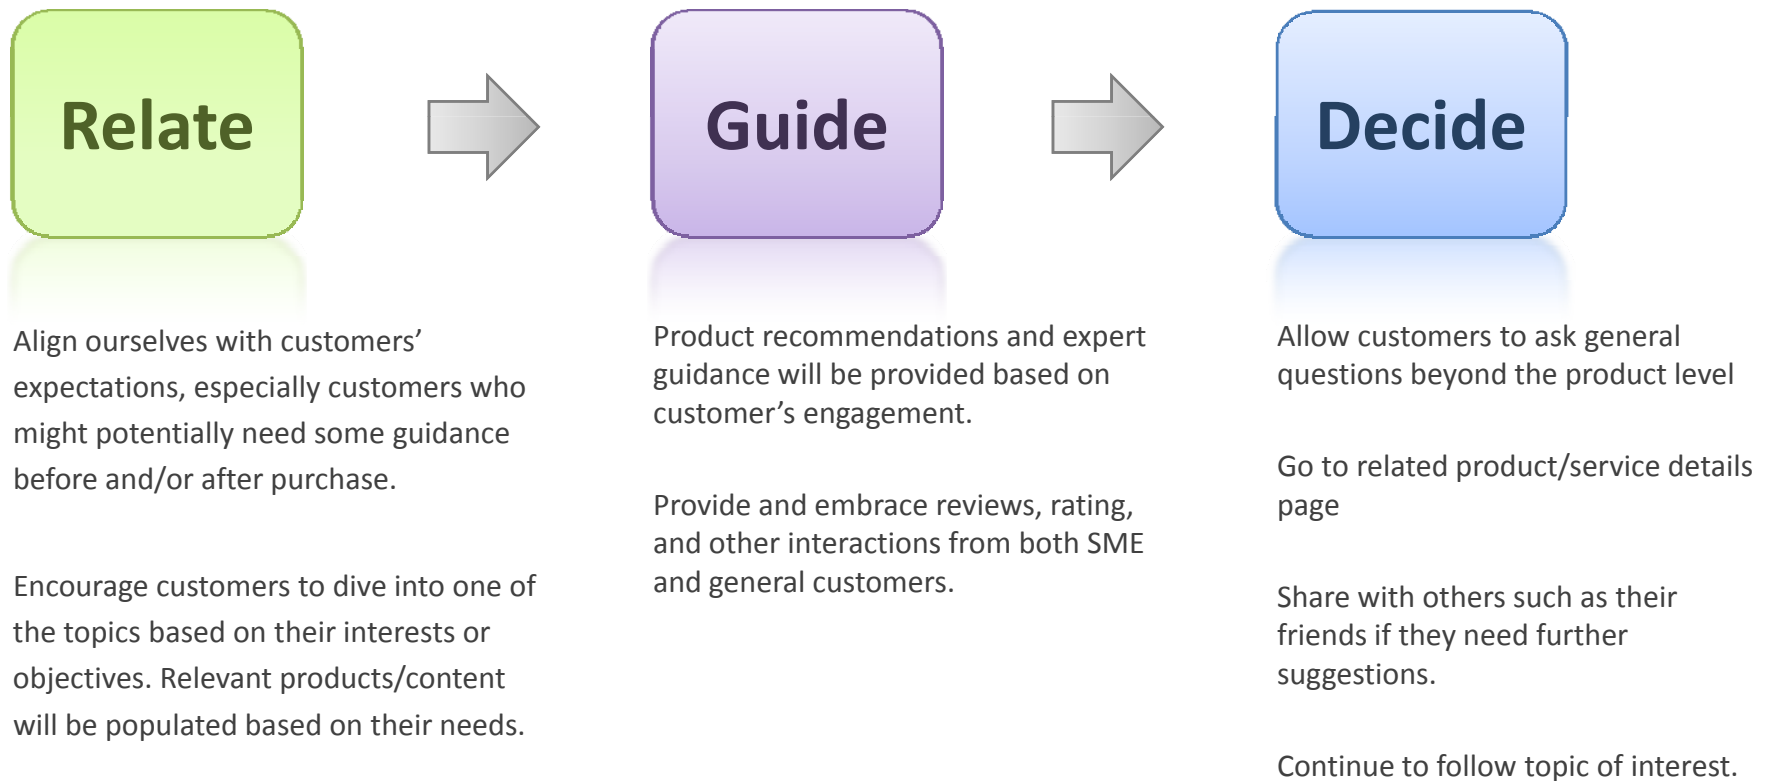 Relate
Guide
Decide
Align ourselves with customers’
expectations, especially customers who
might potentially need some guidance
before and/or after purchase.
Encourage customers to dive into one of
the topics based on their interests or
objectives. Relevant products/content
will be populated based on their needs.
Product recommendations and expert
guidance will be provided based on
customer’s engagement.
Provide and embrace reviews, rating,
and other interactions from both SME
and general customers.
Allow customers to ask general
questions beyond the product level
Go to related product/service details
page
Share with others such as their
friends if they need further
suggestions.
Continue to follow topic of interest.